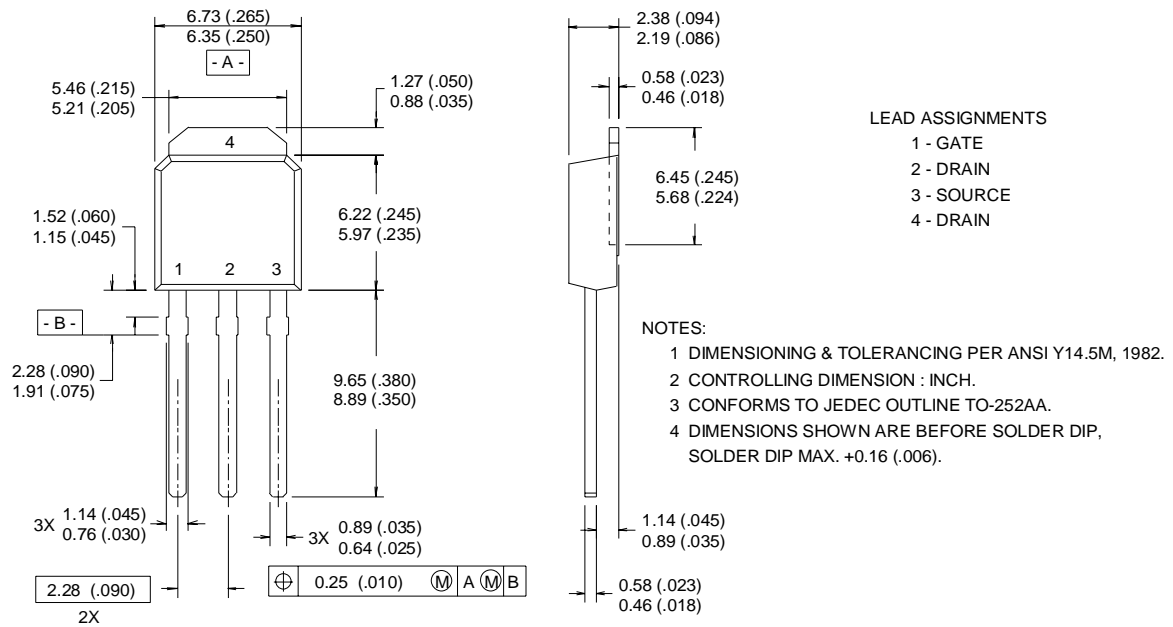 6.73 (.265)
6.35 (.250)
- A -
5.46 (.215)
5.21 (.205)
1.27 (.050)
0.88 (.035)
4
1.52 (.060)
1.15 (.045)
6.22 (.245)
5.97 (.235)
1 2 3
- B -
2.28 (.090)
1.91 (.075)
9.65 (.380)
8.89 (.350)
3X 1.14 (.045)
0.76 (.030)
3X 0.89 (.035)
0.64 (.025)
2.28 (.090)
2X
⌖ 0.25 (.010) Ⓜ A Ⓜ B
2.38 (.094)
2.19 (.086)
0.58 (.023)
0.46 (.018)
6.45 (.245)
5.68 (.224)
1.14 (.045)
0.89 (.035)
0.58 (.023)
0.46 (.018)
LEAD ASSIGNMENTS
1 - GATE
2 - DRAIN
3 - SOURCE
4 - DRAIN
NOTES:
1 DIMENSIONING & TOLERANCING PER ANSI Y14.5M, 1982.
2 CONTROLLING DIMENSION : INCH.
3 CONFORMS TO JEDEC OUTLINE TO-252AA.
4 DIMENSIONS SHOWN ARE BEFORE SOLDER DIP,
SOLDER DIP MAX. +0.16 (.006).